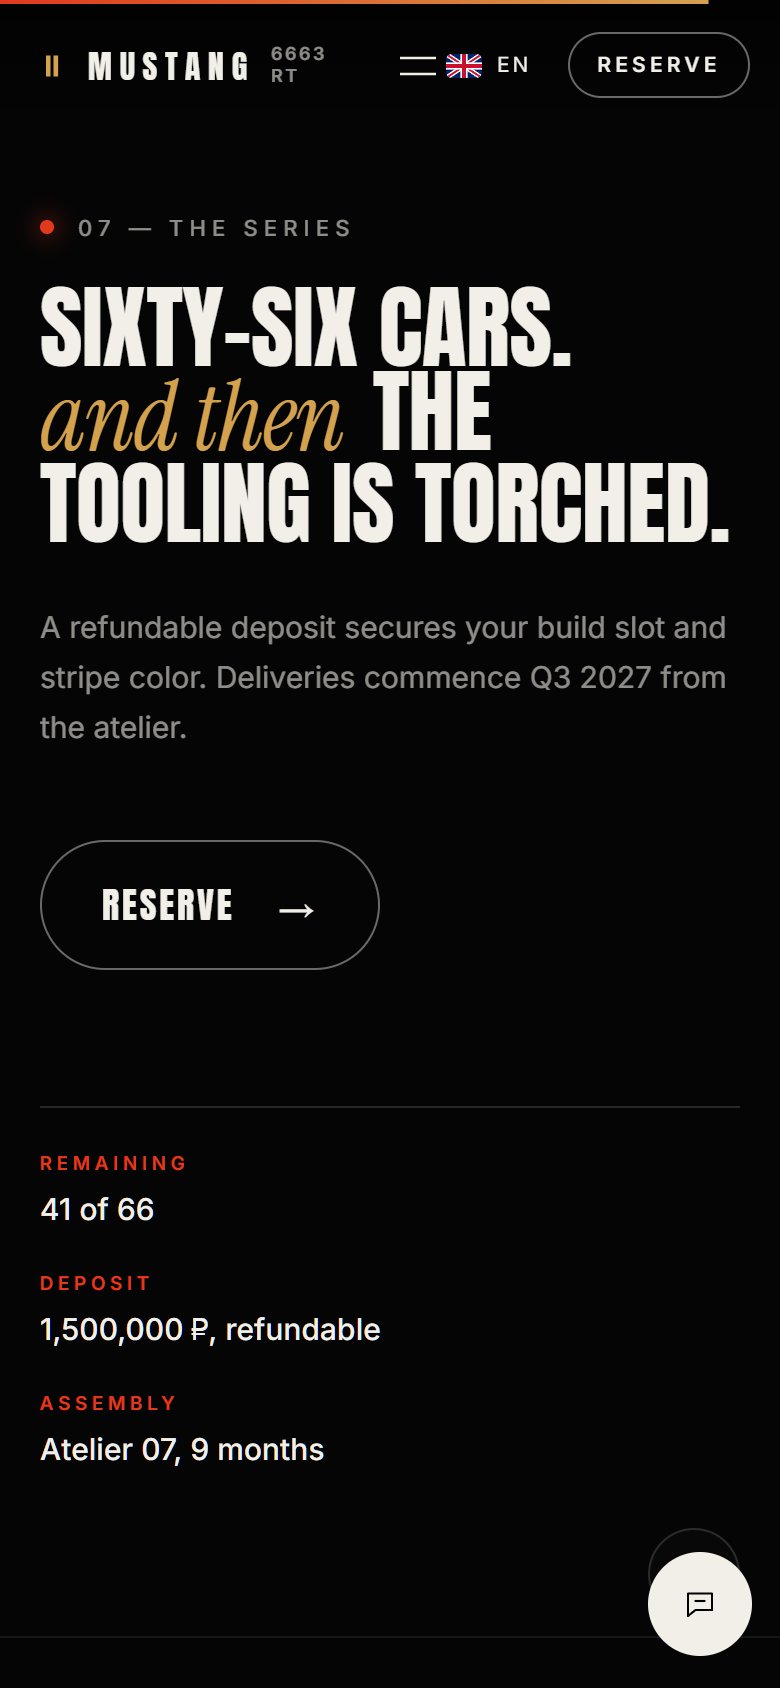 MUSTANG 6663 RT EN RESERVE
07 — THE SERIES
SIXTY-SIX CARS.
and then THE
TOOLING IS TORCHED.
A refundable deposit secures your build slot and
stripe color. Deliveries commence Q3 2027 from
the atelier.
RESERVE →
REMAINING
41 of 66
DEPOSIT
1,500,000 ₽, refundable
ASSEMBLY
Atelier 07, 9 months